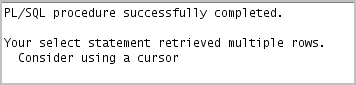 PL/SQL procedure successfully completed.
Your select statement retrieved multiple rows.
Consider using a cursor